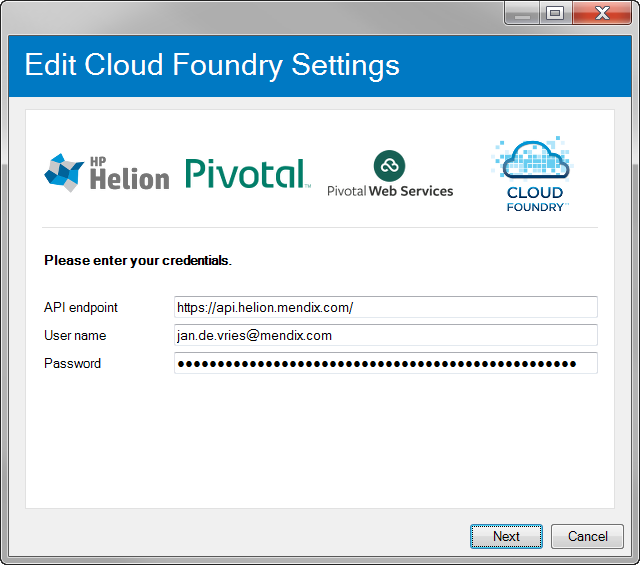 Edit Cloud Foundry Settings
HP
Helion
Pivotal™
Pivotal Web Services
CLOUD
FOUNDRY™
Please enter your credentials.
API endpoint https://api.helion.mendix.com/
User name jan.de.vries@mendix.com
Password ●●●●●●●●●●●●●●●●●●●●●●●●●●●●●●●●●●●●●●●●●●●●●●●●●●
Next Cancel